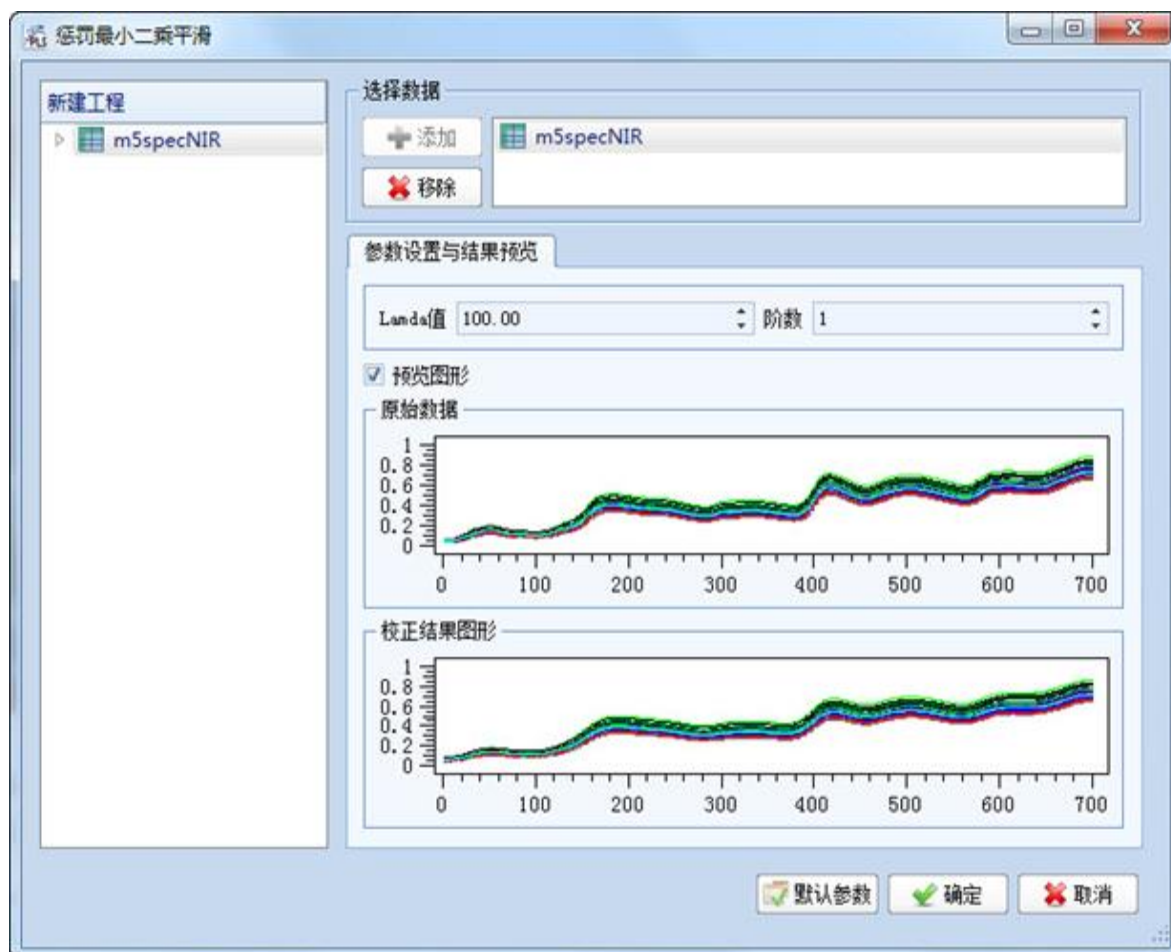 惩罚最小二乘平滑
新建工程
m5specNIR
选择数据
添加
m5specNIR
移除
参数设置与结果预览
Lamda值 100.00 阶数 1
预览图形
原始数据
1
0.8
0.6
0.4
0.2
0
0 100 200 300 400 500 600 700
校正结果图形
1
0.8
0.6
0.4
0.2
0
0 100 200 300 400 500 600 700
默认参数 确定 取消